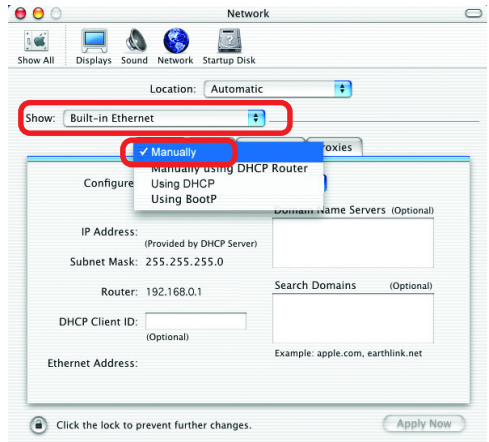 Network
Show All Displays Sound Network Startup Disk
Location: Automatic
Show: Built-in Ethernet
✓ Manually
Manually using DHCP Router
Using DHCP
Using BootP
Configure
Domain Name Servers (Optional)
IP Address:
(Provided by DHCP Server)
Subnet Mask: 255.255.255.0
Router: 192.168.0.1
Search Domains (Optional)
DHCP Client ID:
(Optional)
Example: apple.com, earthlink.net
Ethernet Address:
Click the lock to prevent further changes.
Apply Now